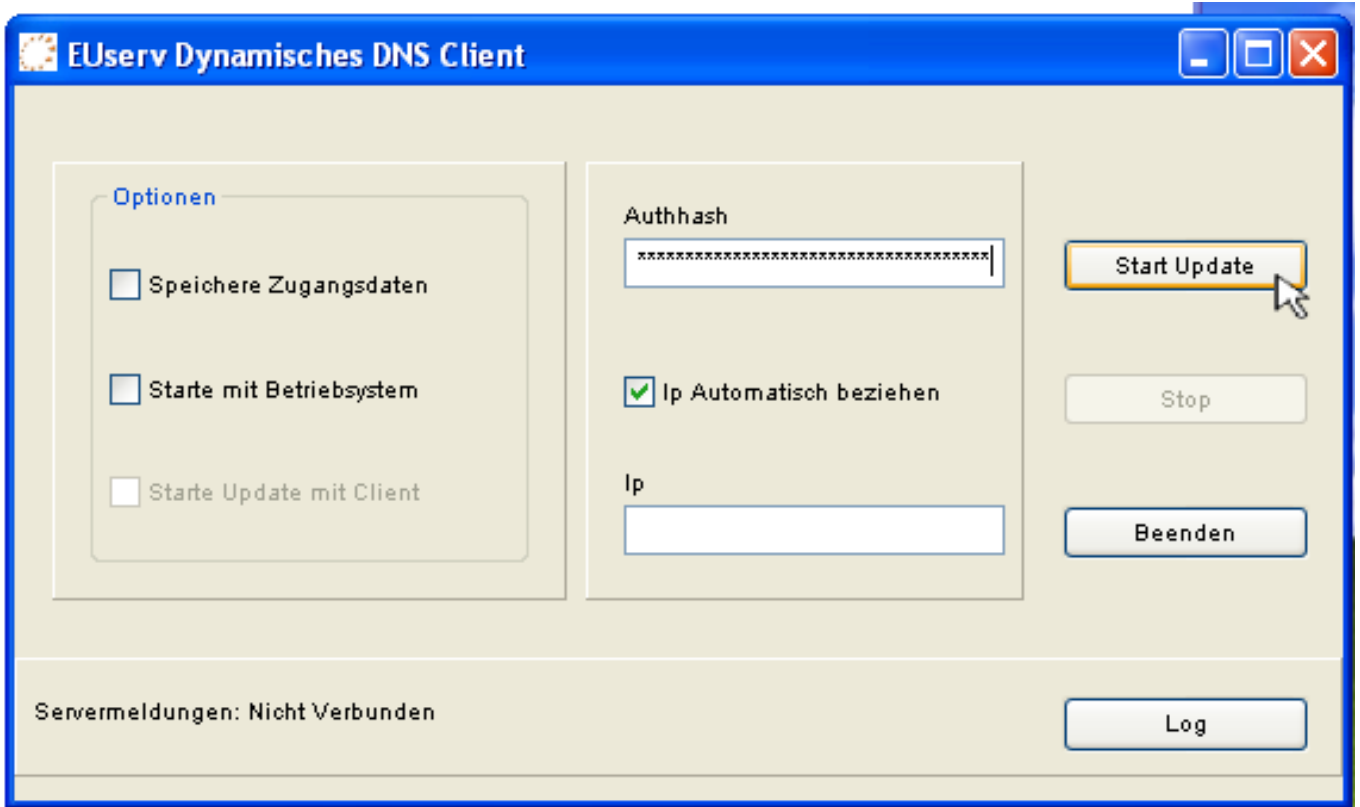 EUserv Dynamisches DNS Client
Optionen
Speichere Zugangsdaten
Starte mit Betriebsystem
Starte Update mit Client
Authhash
*************************************
Ip Automatisch beziehen
Ip
Start Update
Stop
Beenden
Servermeldungen: Nicht Verbunden
Log